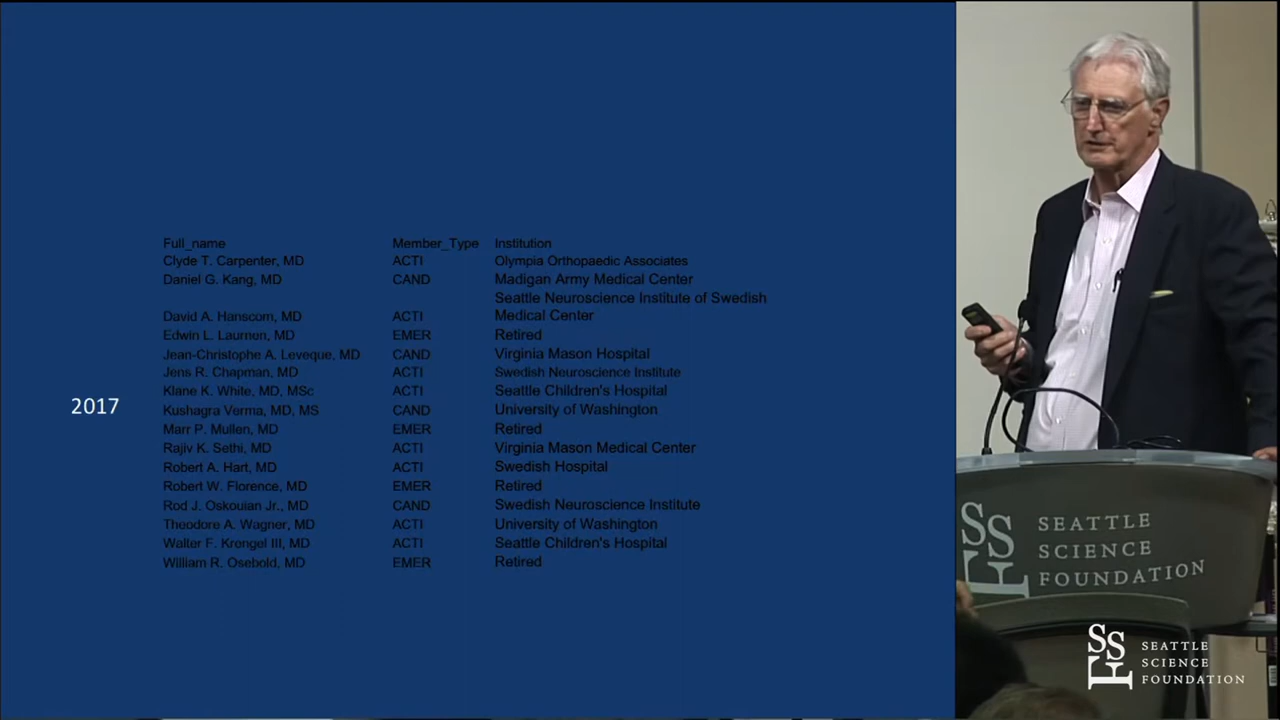 Full_name Member_Type Institution
Clyde T. Carpenter, MD ACTI Olympia Orthopaedic Associates
Daniel G. Kang, MD CAND Madigan Army Medical Center
Seattle Neuroscience Institute of Swedish
David A. Hanscom, MD ACTI Medical Center
Edwin L. Laurnen, MD EMER Retired
Jean-Christophe A. Leveque, MD CAND Virginia Mason Hospital
Jens R. Chapman, MD ACTI Swedish Neuroscience Institute
Klane K. White, MD, MSc ACTI Seattle Children's Hospital
2017
Kushagra Verma, MD, MS CAND University of Washington
Marr P. Mullen, MD EMER Retired
Rajiv K. Sethi, MD ACTI Virginia Mason Medical Center
Robert A. Hart, MD ACTI Swedish Hospital
Robert W. Florence, MD EMER Retired
Rod J. Oskouian Jr., MD CAND Swedish Neuroscience Institute
Theodore A. Wagner, MD ACTI University of Washington
Walter F. Krengel III, MD ACTI Seattle Children's Hospital
William R. Osebold, MD EMER Retired
SSF
SEATTLE
SCIENCE
FOUNDATION
SSF
SEATTLE
SCIENCE
FOUNDATION